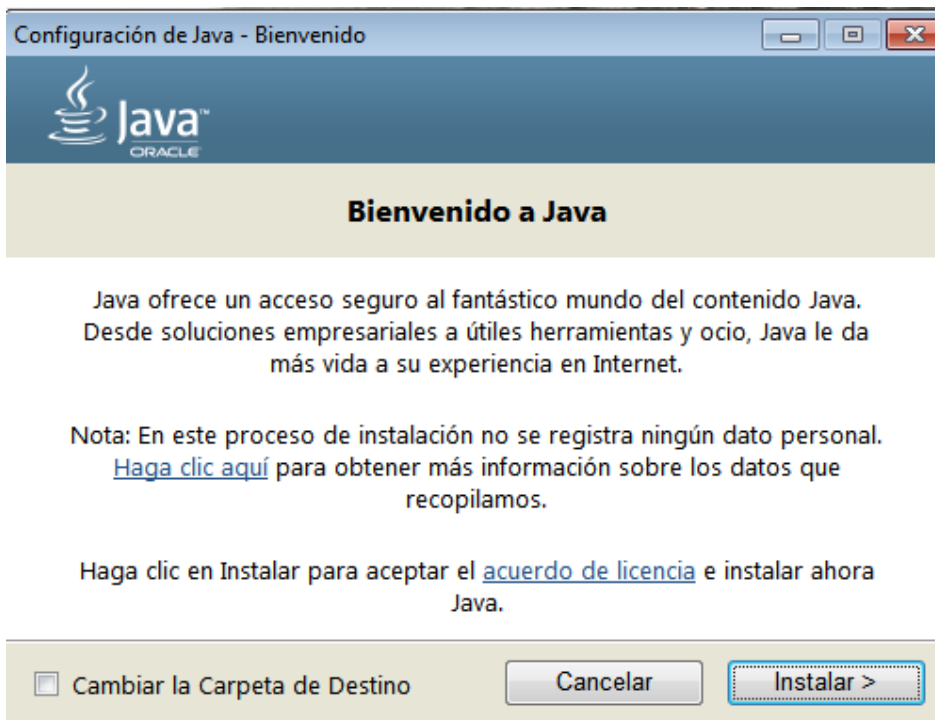 Configuración de Java - Bienvenido
Java™
ORACLE
Bienvenido a Java
Java ofrece un acceso seguro al fantástico mundo del contenido Java.
Desde soluciones empresariales a útiles herramientas y ocio, Java le da
más vida a su experiencia en Internet.
Nota: En este proceso de instalación no se registra ningún dato personal.
Haga clic aquí para obtener más información sobre los datos que
recopilamos.
Haga clic en Instalar para aceptar el acuerdo de licencia e instalar ahora
Java.
Cambiar la Carpeta de Destino
Cancelar
Instalar >